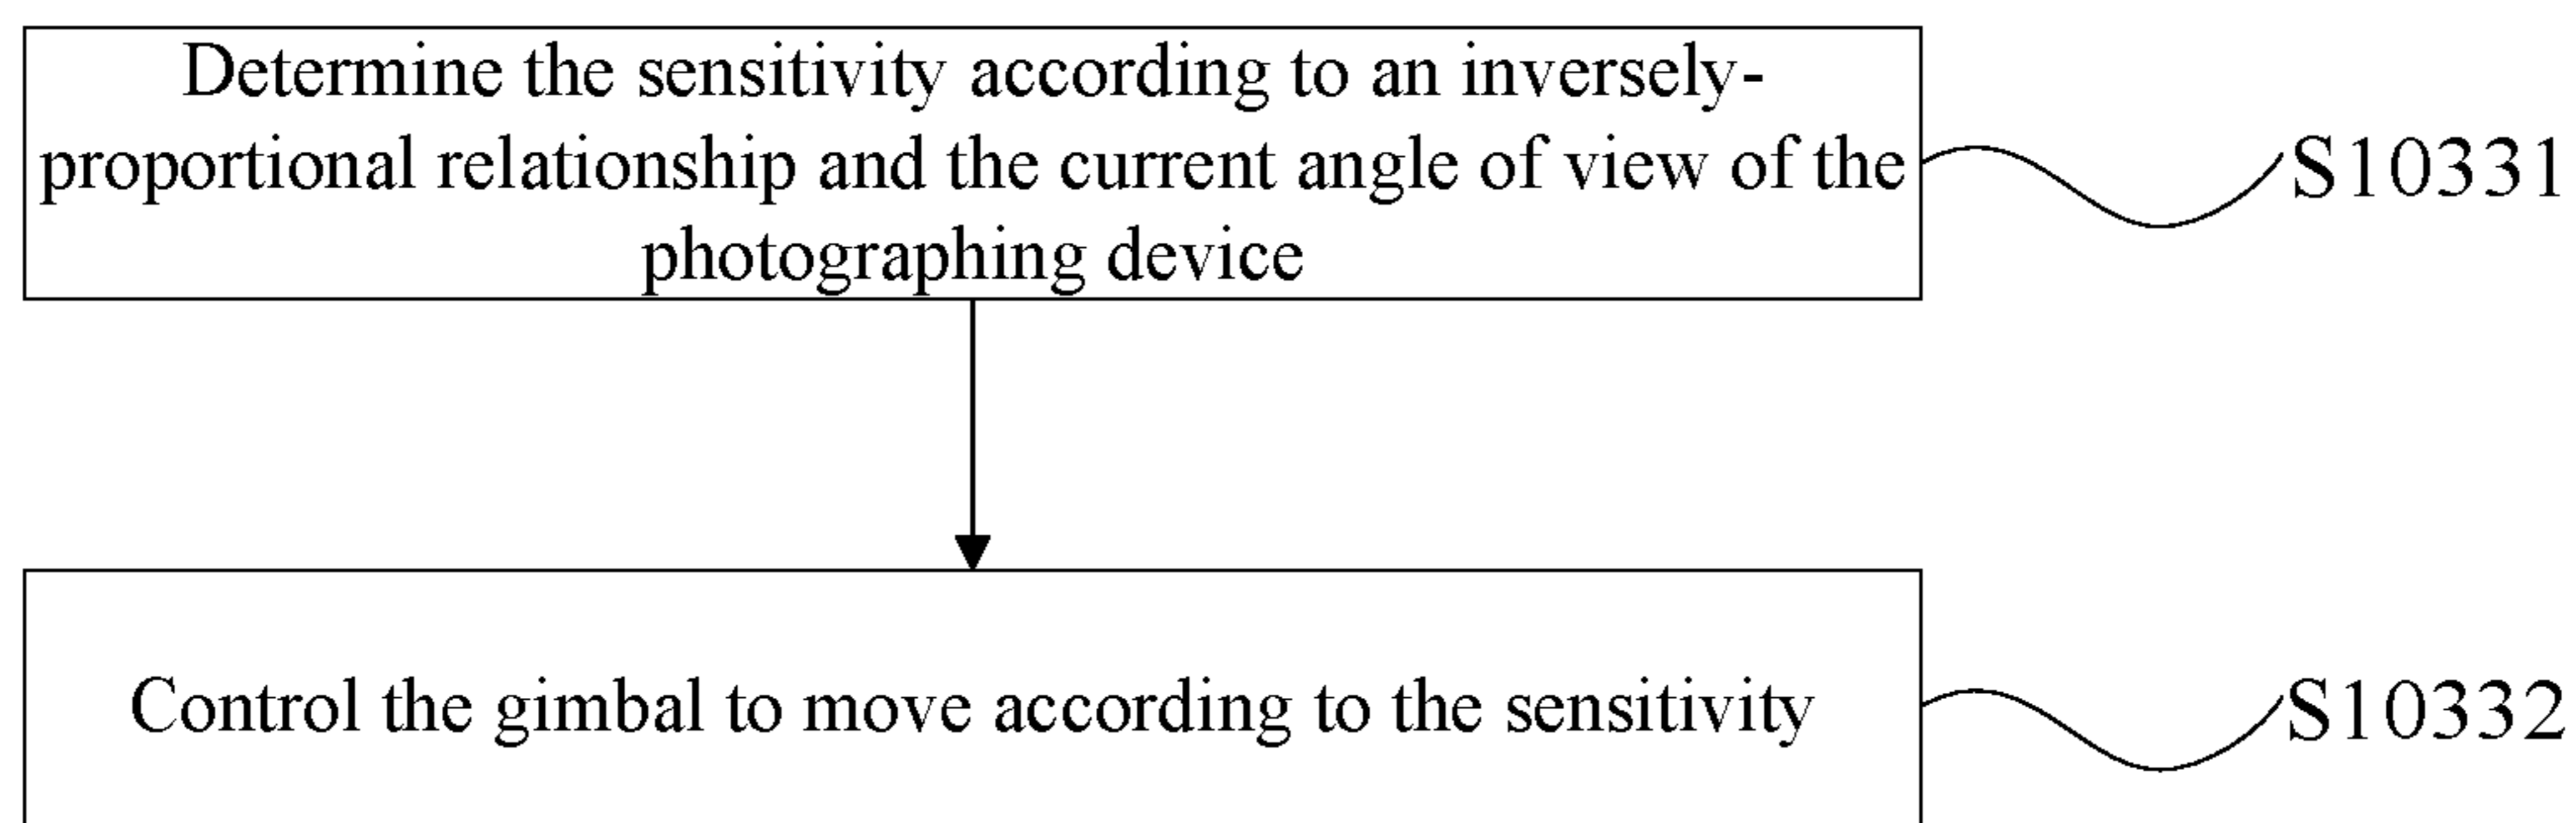 Determine the sensitivity according to an inversely-
proportional relationship and the current angle of view of the
photographing device
S10331
Control the gimbal to move according to the sensitivity
S10332